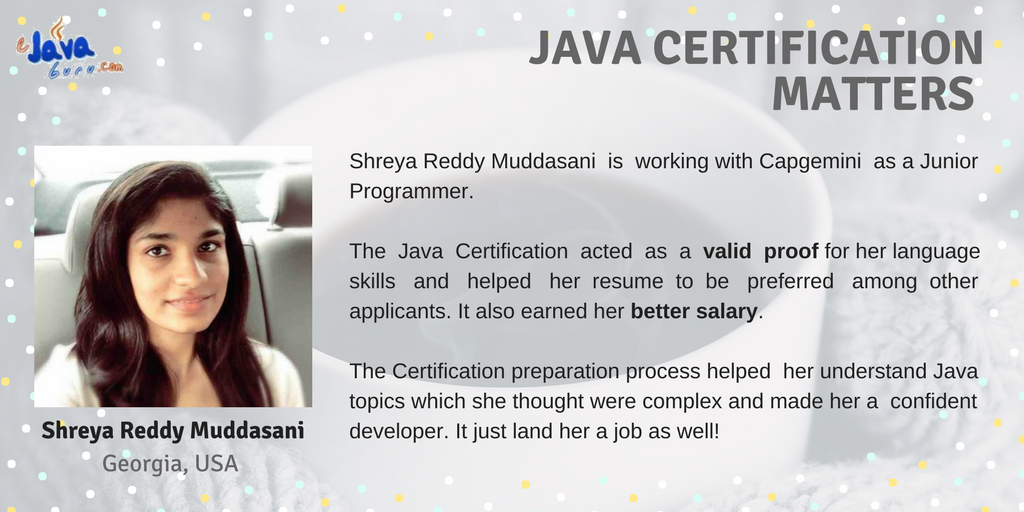 eJava
Guru.com
JAVA CERTIFICATION
MATTERS
Shreya Reddy Muddasani is working with Capgemini as a Junior
Programmer.
The Java Certification acted as a valid proof for her language
skills and helped her resume to be preferred among other
applicants. It also earned her better salary.
The Certification preparation process helped her understand Java
topics which she thought were complex and made her a confident
developer. It just land her a job as well!
Shreya Reddy Muddasani
Georgia, USA